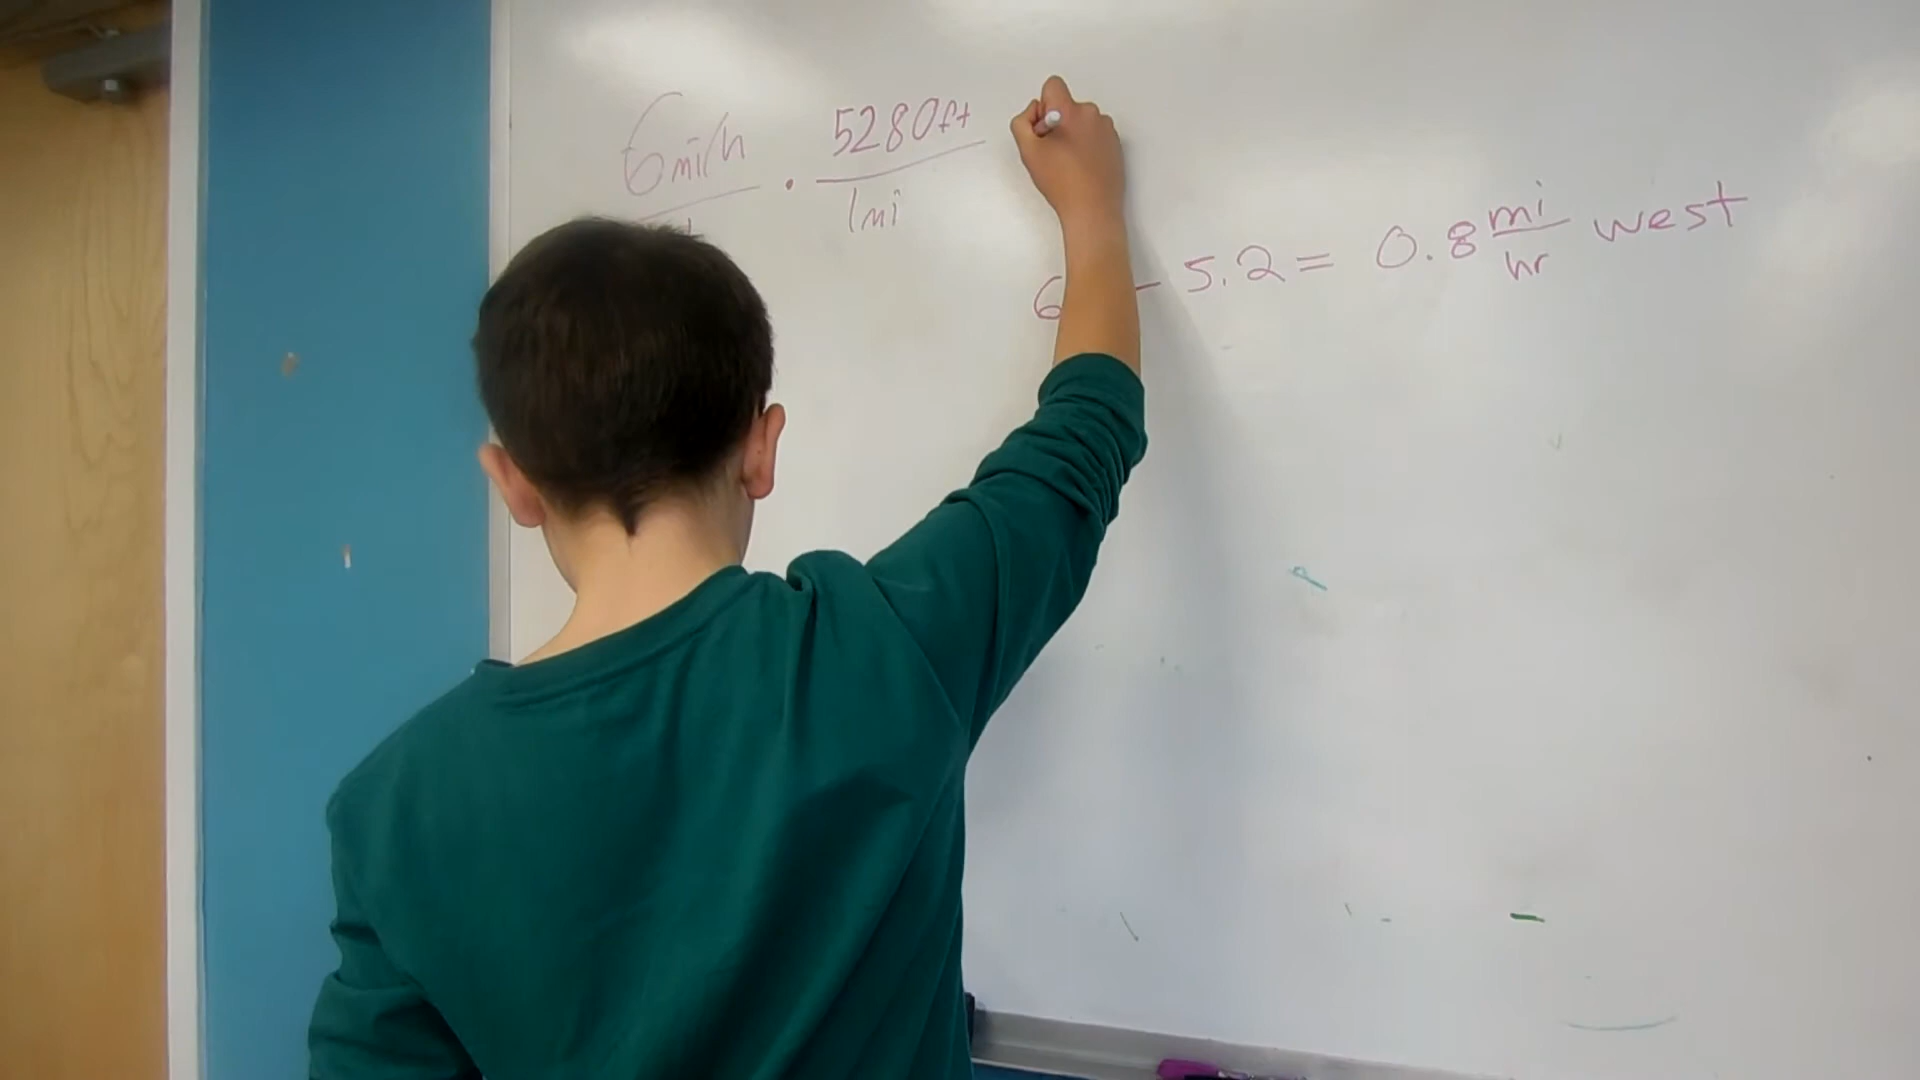 6mi/h · 5280ft
1mi
6 - 5.2 = 0.8 mi/hr west